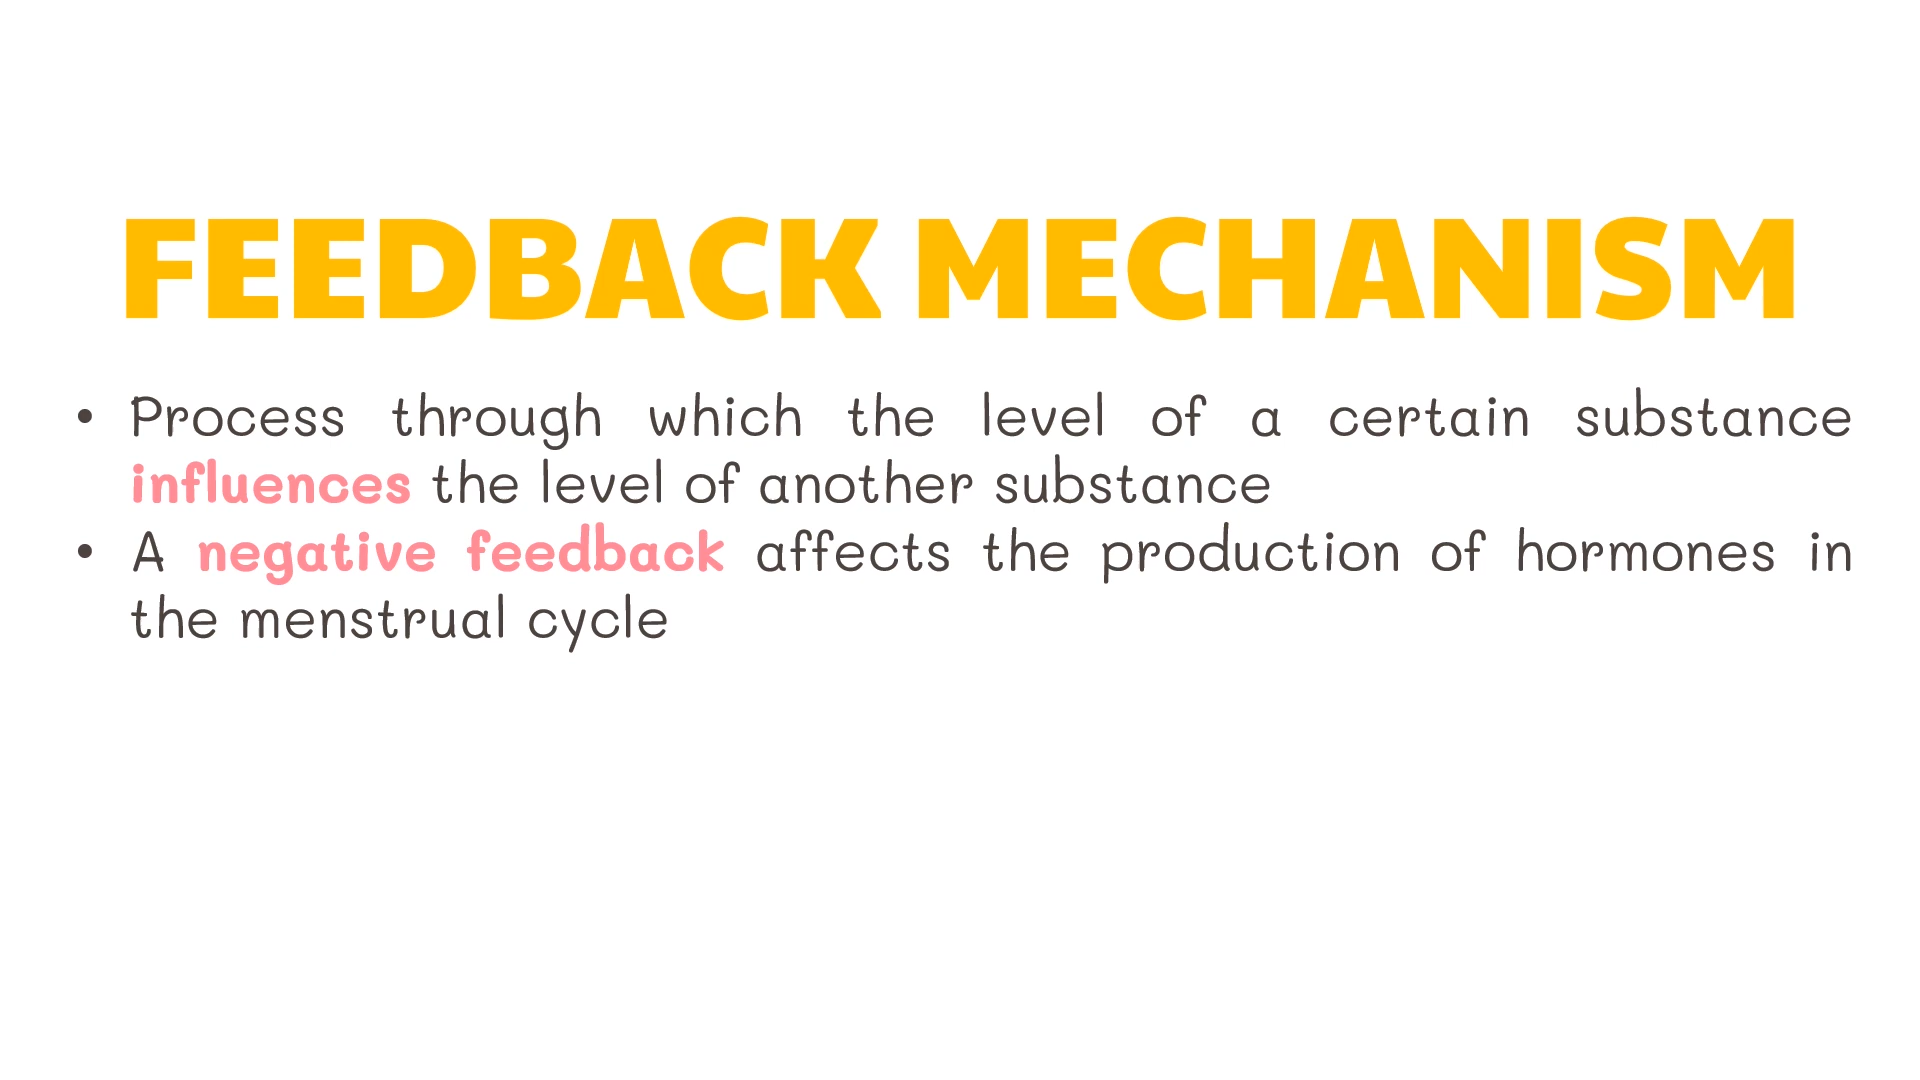 FEEDBACK MECHANISM
• Process through which the level of a certain substance
influences the level of another substance
• A negative feedback affects the production of hormones in
the menstrual cycle